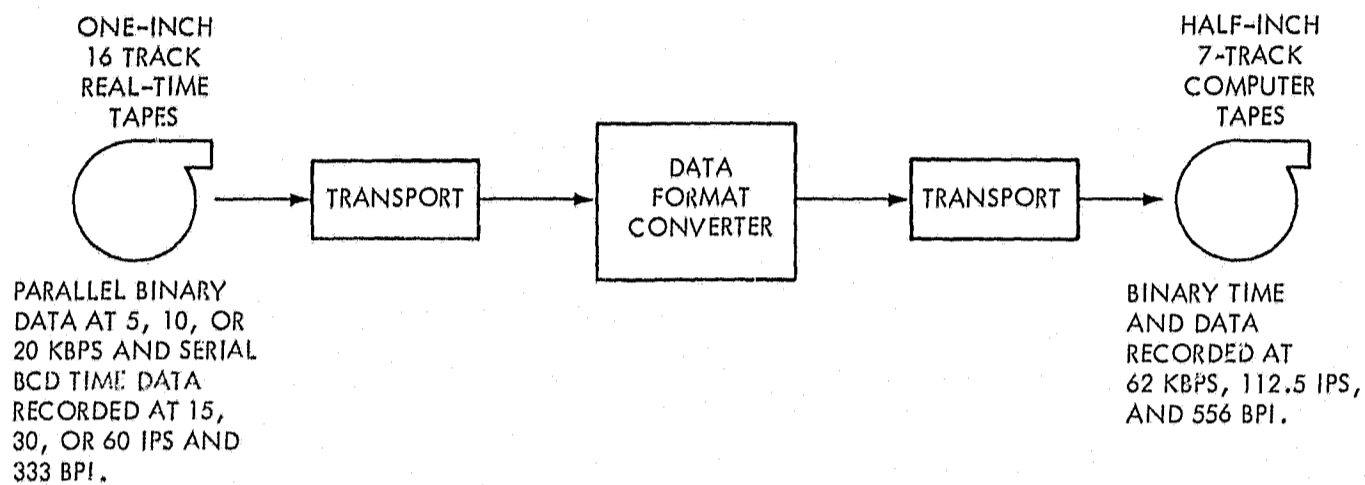 ONE-INCH
16 TRACK
REAL-TIME
TAPES
PARALLEL BINARY
DATA AT 5, 10, OR
20 KBPS AND SERIAL
BCD TIME DATA
RECORDED AT 15,
30, OR 60 IPS AND
333 BPI.
TRANSPORT
DATA
FORMAT
CONVERTER
TRANSPORT
HALF-INCH
7-TRACK
COMPUTER
TAPES
BINARY TIME
AND DATA
RECORDED AT
62 KBPS, 112.5 IPS,
AND 556 BPI.